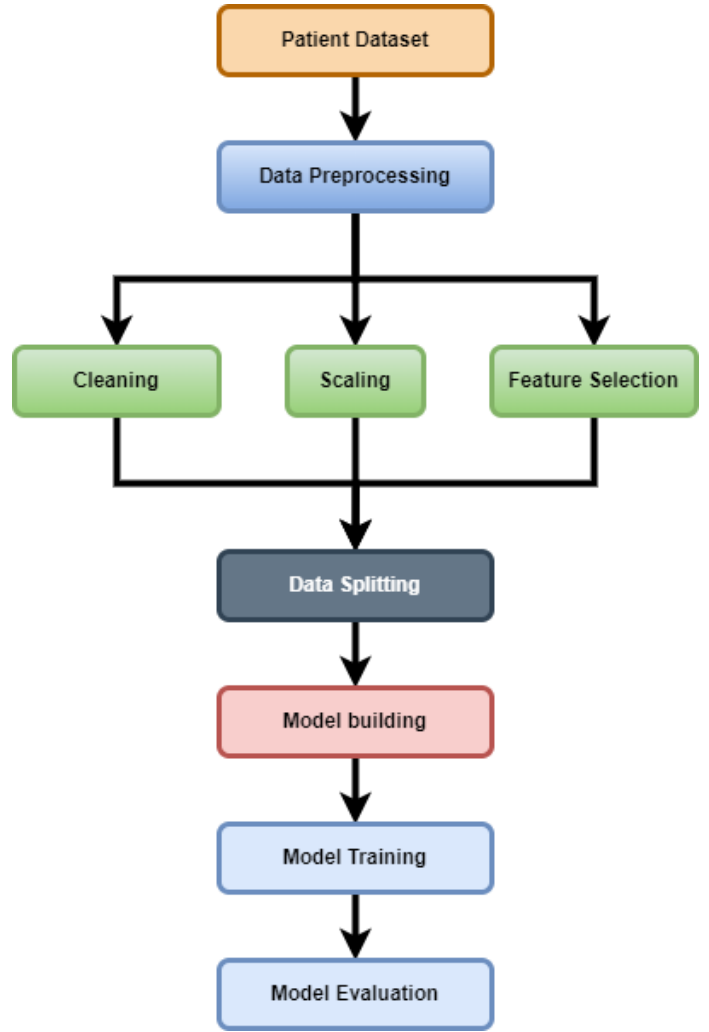 Patient Dataset
Data Preprocessing
Cleaning
Scaling
Feature Selection
Data Splitting
Model building
Model Training
Model Evaluation